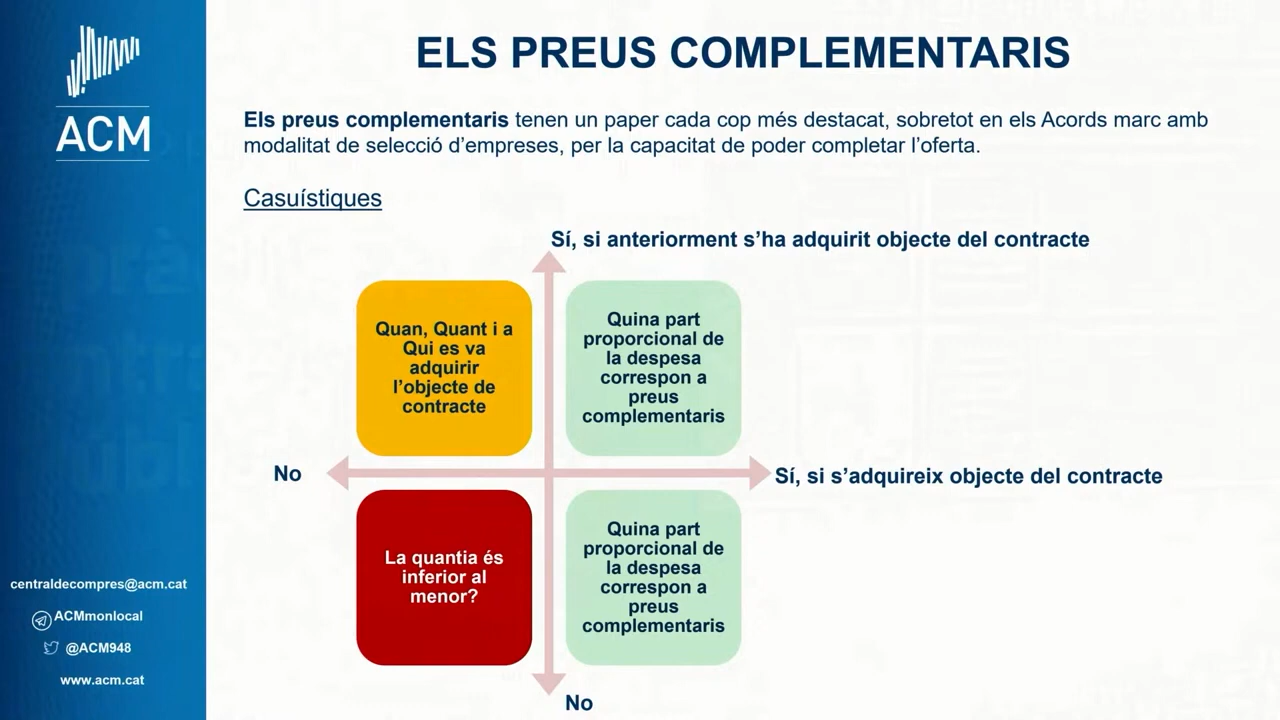 ACM
ELS PREUS COMPLEMENTARIS
Els preus complementaris tenen un paper cada cop més destacat, sobretot en els Acords marc amb
modalitat de selecció d’empreses, per la capacitat de poder completar l’oferta.
Casuístiques
Sí, si anteriorment s’ha adquirit objecte del contracte
Quan, Quant i a
Qui es va
adquirir
l’objecte de
contracte
Quina part
proporcional de
la despesa
correspon a
preus
complementaris
No
Sí, si s’adquireix objecte del contracte
La quantia és
inferior al
menor?
Quina part
proporcional de
la despesa
correspon a
preus
complementaris
No
centraldecompres@acm.cat
ACMmonlocal
@ACM948
www.acm.cat